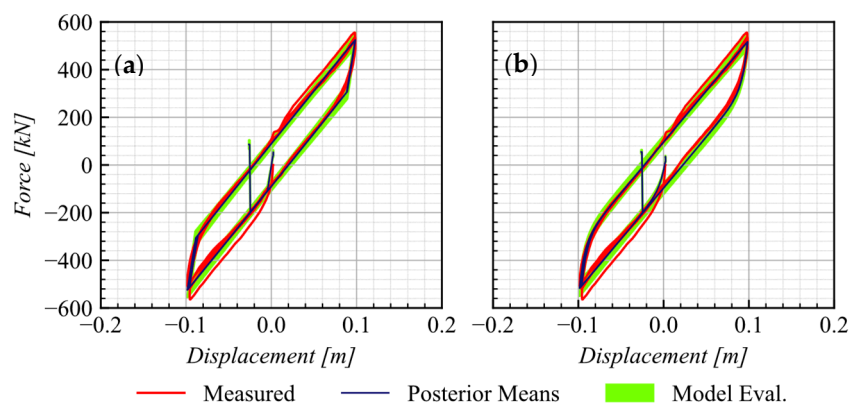 600
400
200
0
−200
−400
−600
Force [kN]
(a)
−0.2 −0.1 0.0 0.1 0.2
Displacement [m]
(b)
−0.2 −0.1 0.0 0.1 0.2
Displacement [m]
Measured Posterior Means Model Eval.